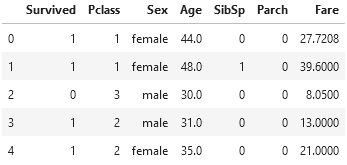 Survived Pclass Sex Age SibSp Parch Fare
0 1 1 female 44.0 0 0 27.7208
1 1 1 female 48.0 1 0 39.6000
2 0 3 male 30.0 0 0 8.0500
3 1 2 male 31.0 0 0 13.0000
4 1 2 female 35.0 0 0 21.0000